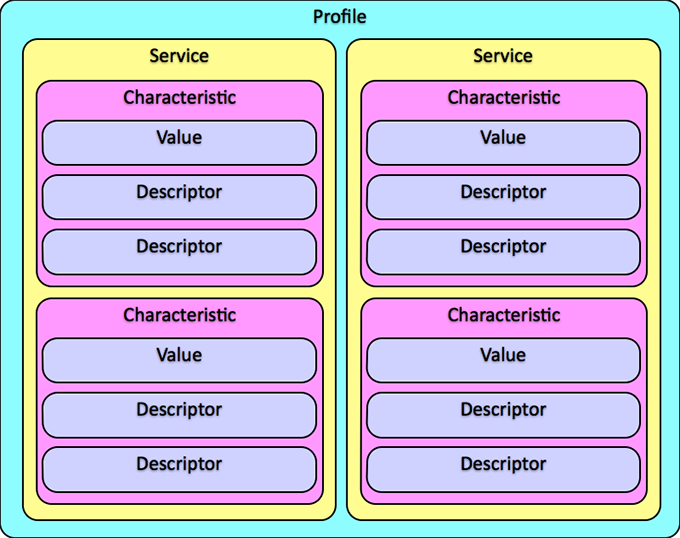 Profile
Service
Characteristic
Value
Descriptor
Descriptor
Characteristic
Value
Descriptor
Descriptor
Service
Characteristic
Value
Descriptor
Descriptor
Characteristic
Value
Descriptor
Descriptor